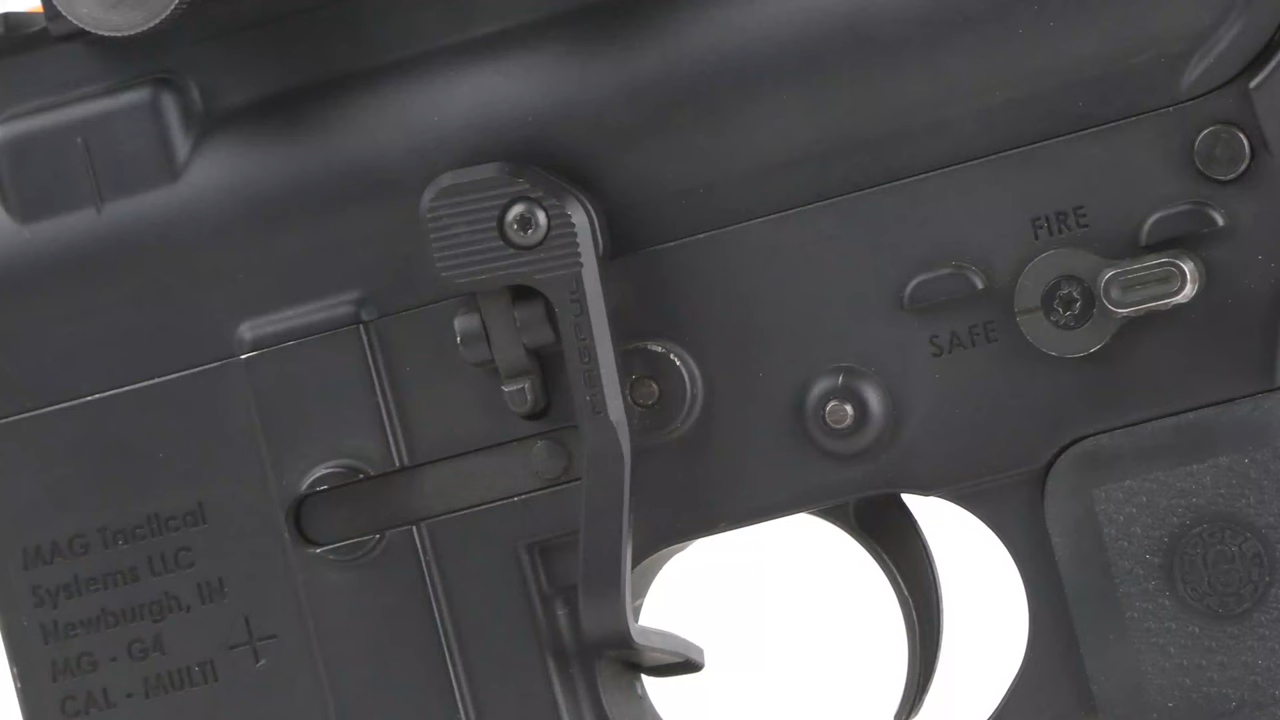 MAG Tactical
Systems LLC
Newburgh, IN
MG - G4
CAL - MULTI
MAGPUL
FIRE
SAFE